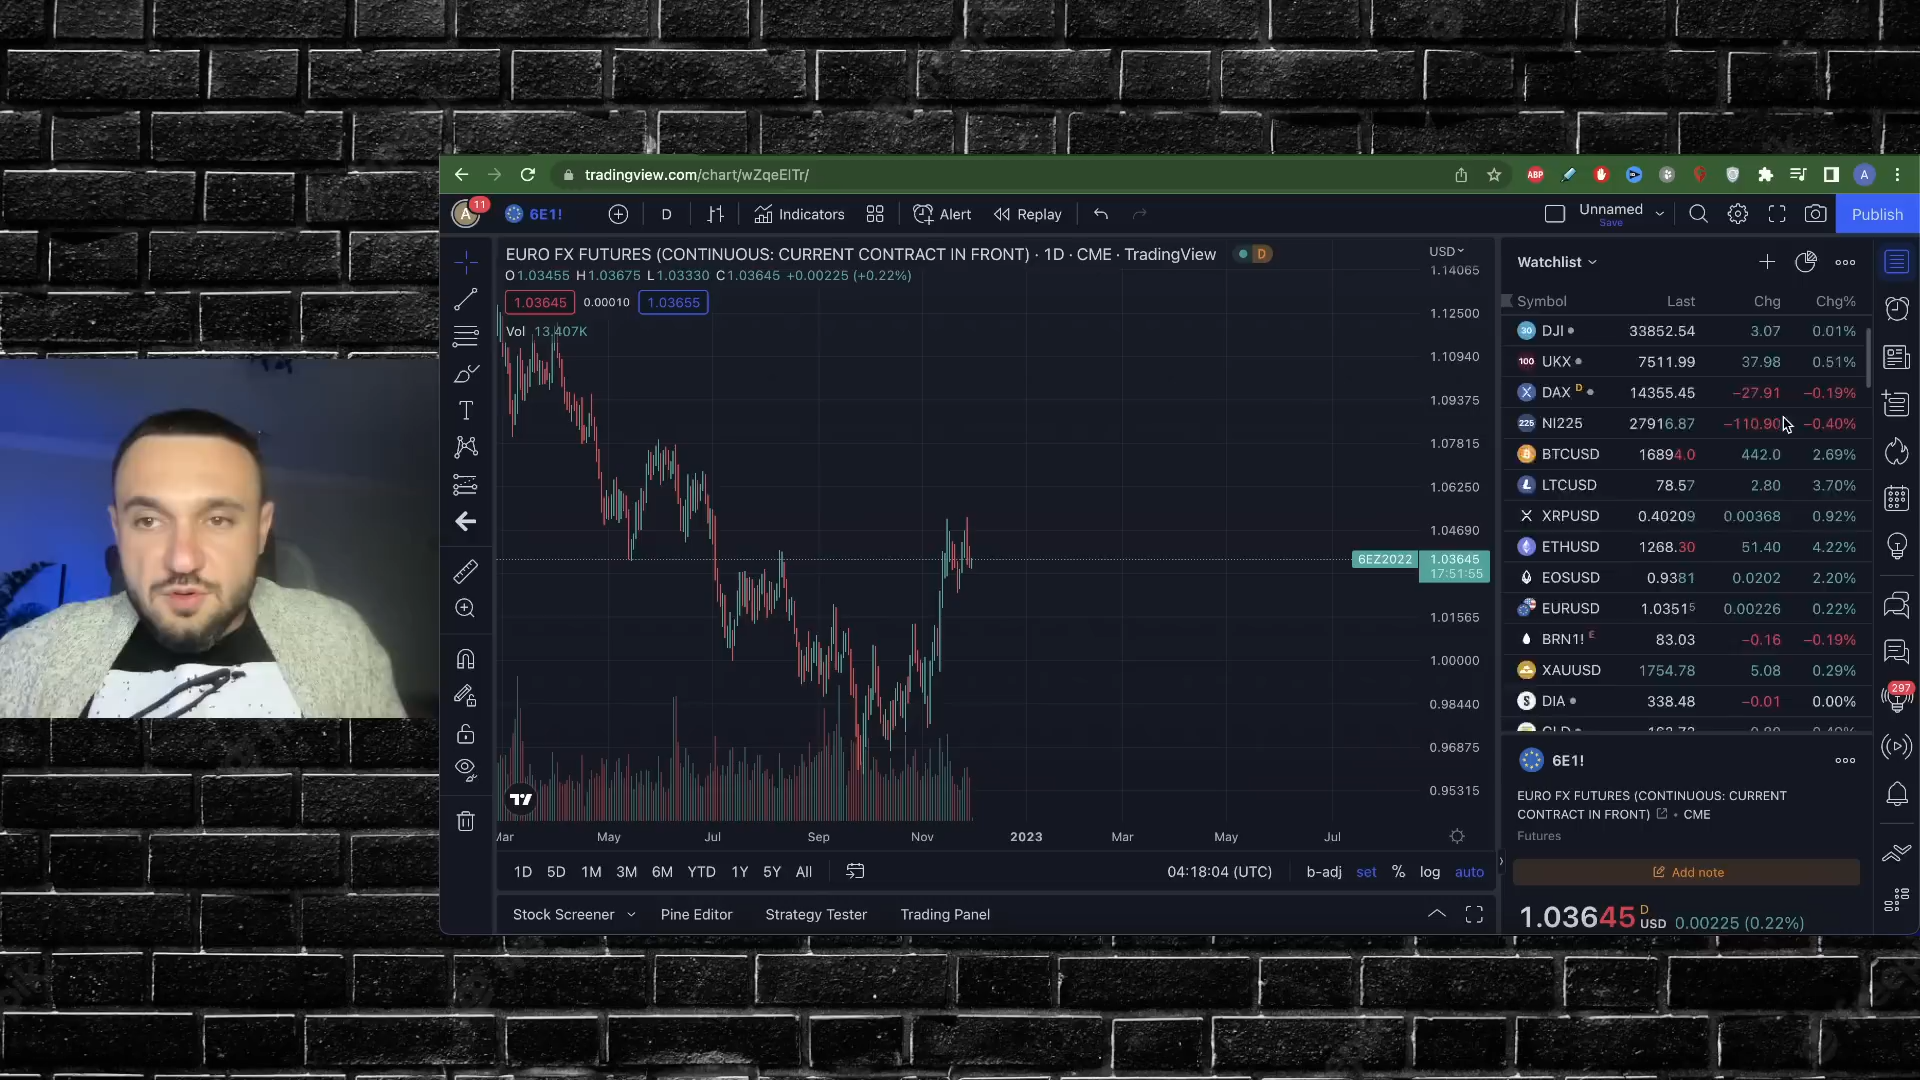 tradingview.com/chart/wZqeEITr/
ABP
A
A
11
6E1!
D
Indicators
Alert
Replay
Unnamed
Save
Publish
EURO FX FUTURES (CONTINUOUS: CURRENT CONTRACT IN FRONT) · 1D · CME · TradingView
D
O1.03455 H1.03675 L1.03330 C1.03645 +0.00225 (+0.22%)
1.03645 0.00010 1.03655
Vol 13.407K
USD
1.14065
1.12500
1.10940
1.09375
1.07815
1.06250
1.04690
6EZ2022 1.03645
17:51:55
1.01565
1.00000
0.98440
0.96875
0.95315
Mar May Jul Sep Nov 2023 Mar May Jul
1D 5D 1M 3M 6M YTD 1Y 5Y All
04:18:04 (UTC) b-adj set % log auto
Stock Screener Pine Editor Strategy Tester Trading Panel
Watchlist
Symbol Last Chg Chg%
30 DJI 33852.54 3.07 0.01%
100 UKX 7511.99 37.98 0.51%
DAX D 14355.45 −27.91 −0.19%
225 NI225 27916.87 −110.90 −0.40%
BTCUSD 16894.0 442.0 2.69%
LTCUSD 78.57 2.80 3.70%
XRPUSD 0.40209 0.00368 0.92%
ETHUSD 1268.30 51.40 4.22%
EOSUSD 0.9381 0.0202 2.20%
EURUSD 1.03515 0.00226 0.22%
BRN1! E 83.03 −0.16 −0.19%
XAUUSD 1754.78 5.08 0.29%
DIA 338.48 −0.01 0.00%
6E1!
EURO FX FUTURES (CONTINUOUS: CURRENT
CONTRACT IN FRONT) • CME
Futures
Add note
1.03645 D USD 0.00225 (0.22%)
297